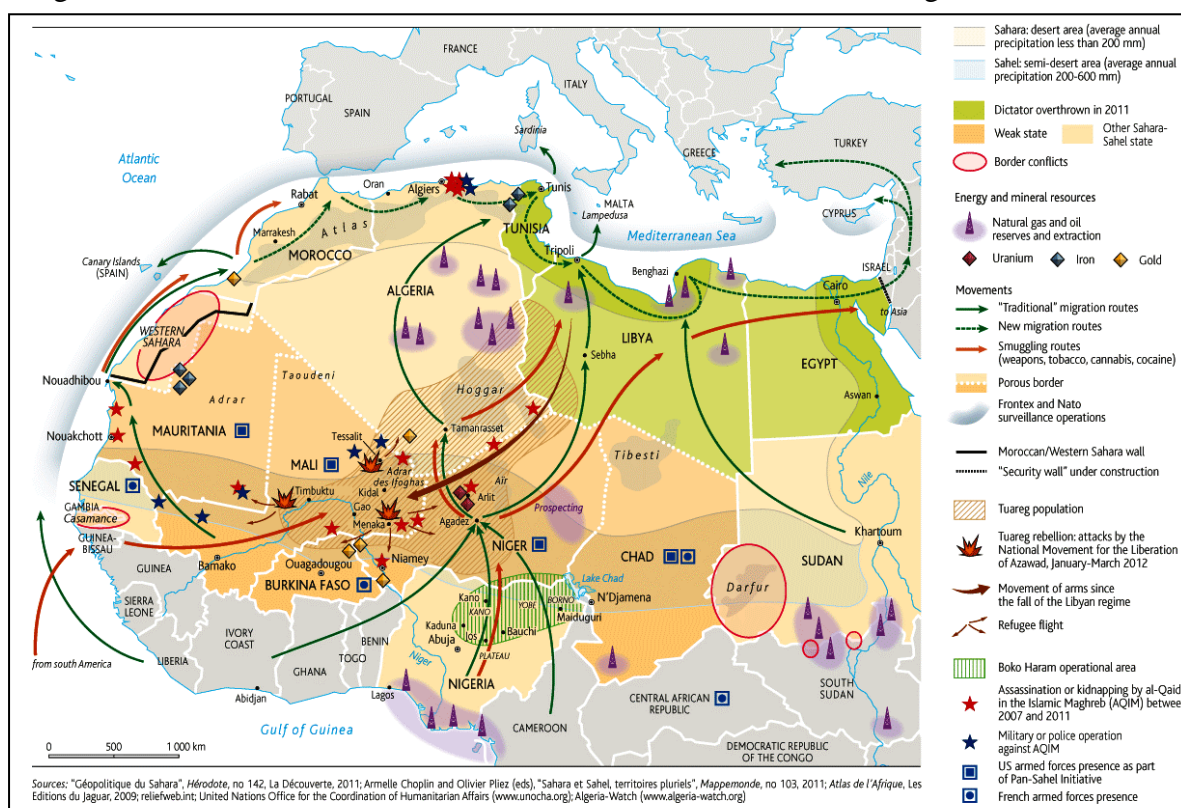 FRANCE
ITALY
PORTUGAL
SPAIN
Sardinia
GREECE
TURKEY
Atlantic
Ocean
Algiers
Tunis
Oran
Rabat
MALTA
Lampedusa
CYPRUS
TUNISIA
Atlas
Marrakesh
MOROCCO
Mediterranean Sea
Tripoli
Benghazi
ISRAEL
Cairo
to Asia
Canary Islands
(SPAIN)
ALGERIA
LIBYA
EGYPT
WESTERN
SAHARA
Sebha
Nouadhibou
Taoudeni
Hoggar
Aswan
Adrar
Tamanrasset
Nouakchott
MAURITANIA
Tessalit
MALI
Adrar
des Ifoghas
Tibesti
Nile
SENEGAL
Timbuktu
Kidal
Aïr
Arlit
Gao
GAMBIA
Casamance
Menaka
Agadez
Prospecting
Khartoum
GUINEA-
BISSAU
NIGER
CHAD
SUDAN
Bamako
Niamey
Ouagadougou
BURKINA FASO
GUINEA
Lake Chad
N'Djamena
Darfur
Kano
KANO
YOBE
BORNO
Maiduguri
SIERRA
LEONE
IVORY
COAST
BENIN
TOGO
GHANA
Kaduna
Abuja
Jos
Bauchi
PLATEAU
from south America
LIBERIA
Niger
NIGERIA
Abidjan
Lagos
CENTRAL AFRICAN
REPUBLIC
SOUTH
SUDAN
Gulf of Guinea
CAMEROON
DEMOCRATIC REPUBLIC
OF THE CONGO
0 500 1 000 km
Sahara: desert area (average annual
precipitation less than 200 mm)
Sahel: semi-desert area (average annual
precipitation 200-600 mm)
Dictator overthrown in 2011
Weak state
Other Sahara-
Sahel state
Border conflicts
Energy and mineral resources
Natural gas and oil
reserves and extraction
Uranium
Iron
Gold
Movements
"Traditional" migration routes
New migration routes
Smuggling routes
(weapons, tobacco, cannabis, cocaine)
Porous border
Frontex and Nato
surveillance operations
Moroccan/Western Sahara wall
"Security wall" under construction
Tuareg population
Tuareg rebellion: attacks by the
National Movement for the Liberation
of Azawad, January-March 2012
Movement of arms since
the fall of the Libyan regime
Refugee flight
Boko Haram operational area
Assassination or kidnapping by al-Qaid
in the Islamic Maghreb (AQIM) betwee
2007 and 2011
Military or police operation
against AQIM
US armed forces presence as part
of Pan-Sahel Initiative
French armed forces presence
Sources: "Géopolitique du Sahara", Hérodote, no 142, La Découverte, 2011; Armelle Choplin et Olivier Pliez (eds), "Sahara et Sahel, territoires pluriels", Mappemonde, no 103, 2011; Atlas de l'Afrique, Les
Editions du Jaguar, 2009; reliefweb.int; United Nations Office for the Coordination of Humanitarian Affairs (www.unocha.org); Algeria-Watch (www.algeria-watch.org)